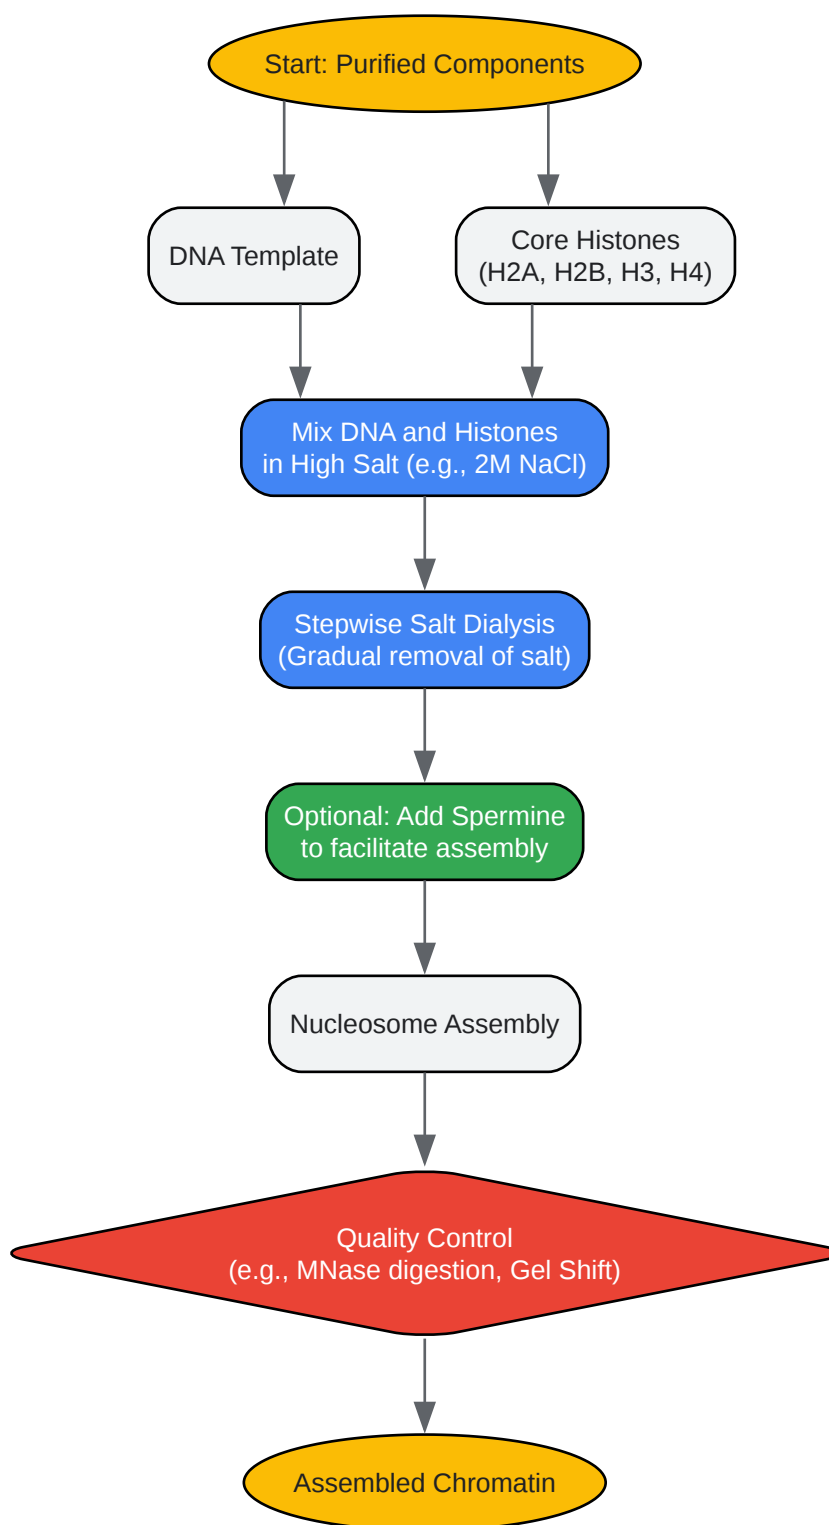 Start: Purified Components
DNA Template
Core Histones
(H2A, H2B, H3, H4)
Mix DNA and Histones
in High Salt (e.g., 2M NaCl)
Stepwise Salt Dialysis
(Gradual removal of salt)
Optional: Add Spermine
to facilitate assembly
Nucleosome Assembly
Quality Control
(e.g., MNase digestion, Gel Shift)
Assembled Chromatin